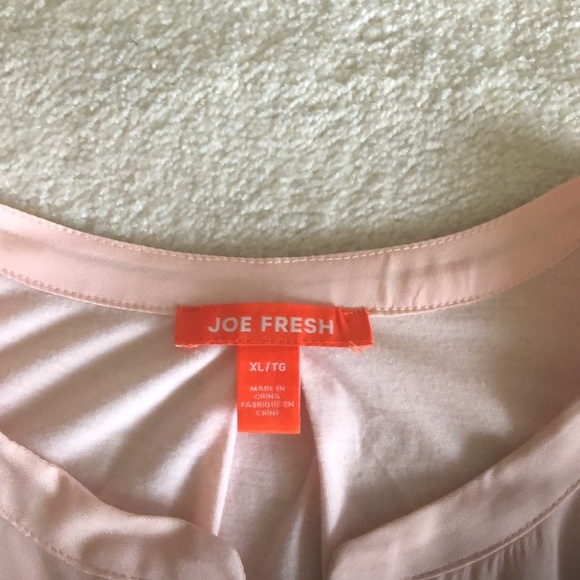 JOE FRESH
XL/TG
MADE IN
CHINA
FABRIQUÉ EN
CHINE